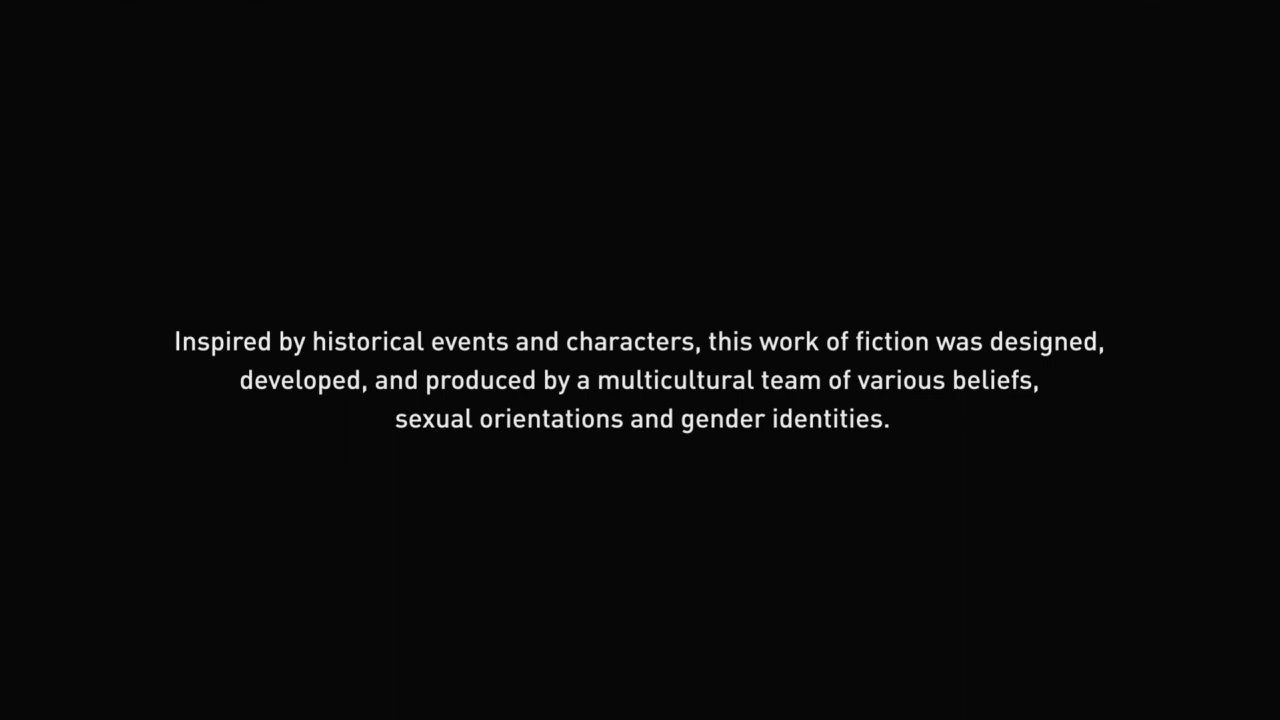 Inspired by historical events and characters, this work of fiction was designed,
developed, and produced by a multicultural team of various beliefs,
sexual orientations and gender identities.